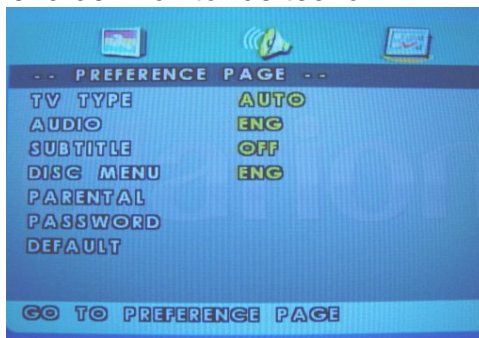 -- PREFERENCE PAGE --
TV TYPE AUTO
AUDIO ENG
SUBTITLE OFF
DISC MENU ENG
PARENTAL
PASSWORD
DEFAULT
GO TO PREFERENCE PAGE